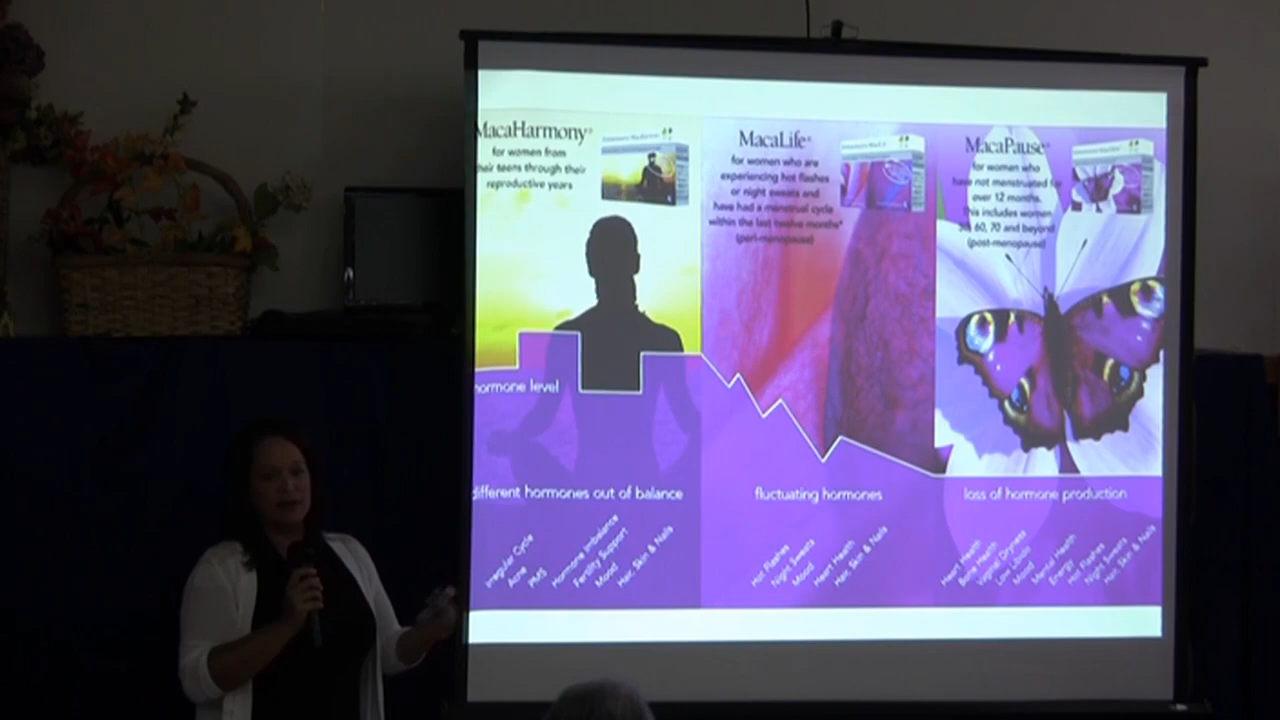 MacaHarmony®
for women from
their teens through their
reproductive years
MacaLife®
for women who are
experiencing hot flashes
or night sweats and
have had a menstrual cycle
within the last twelve months*
(peri-menopause)
MacaPause®
for women who
have not menstruated for
over 12 months.
This includes women
50, 60, 70 and beyond
(post-menopause)
hormone level
different hormones out of balance
Irregular Cycle
Acne
PMS
Hormone Imbalance
Fertility Support
Mood
Hair, Skin & Nails
fluctuating hormones
Hot Flashes
Night Sweats
Mood
Heart Health
Hair, Skin & Nails
loss of hormone production
Heart Health
Bone Health
Vaginal Dryness
Low Libido
Mood
Mental Health
Energy
Hot Flashes
Night Sweats
Hair, Skin & Nails